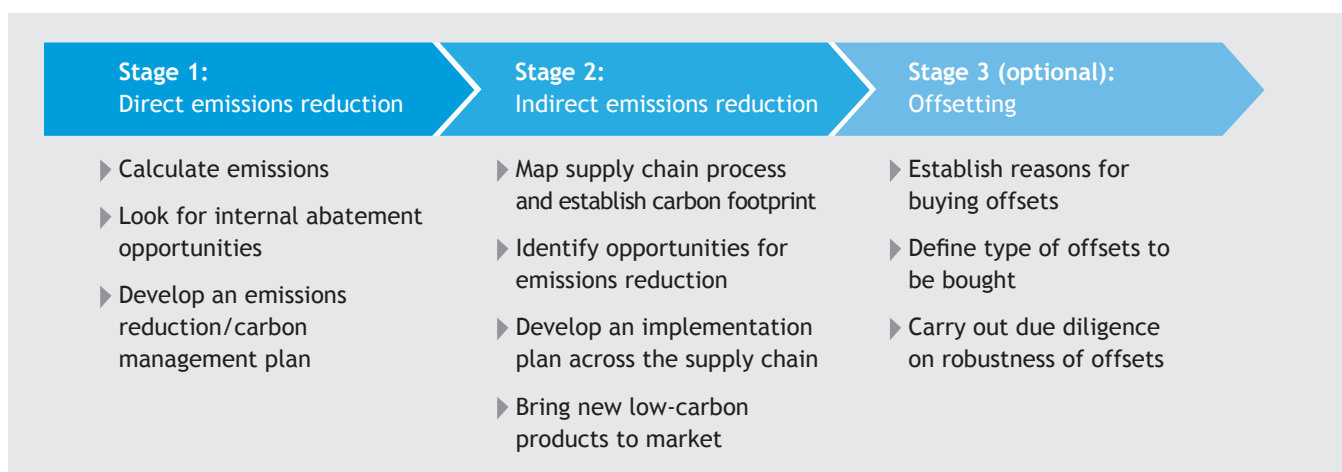 Stage 1:
Direct emissions reduction
Calculate emissions
Look for internal abatement
opportunities
Develop an emissions
reduction/carbon
management plan
Stage 2:
Indirect emissions reduction
Map supply chain process
and establish carbon footprint
Identify opportunities for
emissions reduction
Develop an implementation
plan across the supply chain
Bring new low-carbon
products to market
Stage 3 (optional):
Offsetting
Establish reasons for
buying offsets
Define type of offsets to
be bought
Carry out due diligence
on robustness of offsets